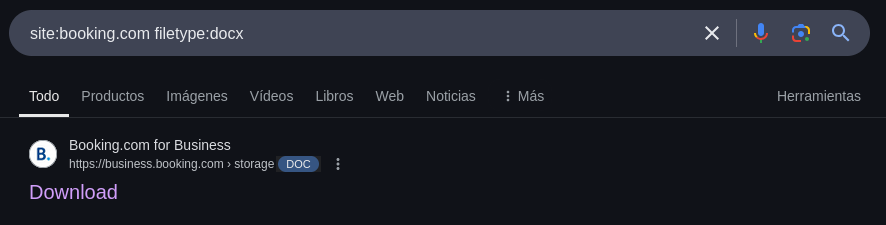 site:booking.com filetype:docx
Todo Productos Imágenes Vídeos Libros Web Noticias Más Herramientas
B.
Booking.com for Business
https://business.booking.com › storage DOC
Download